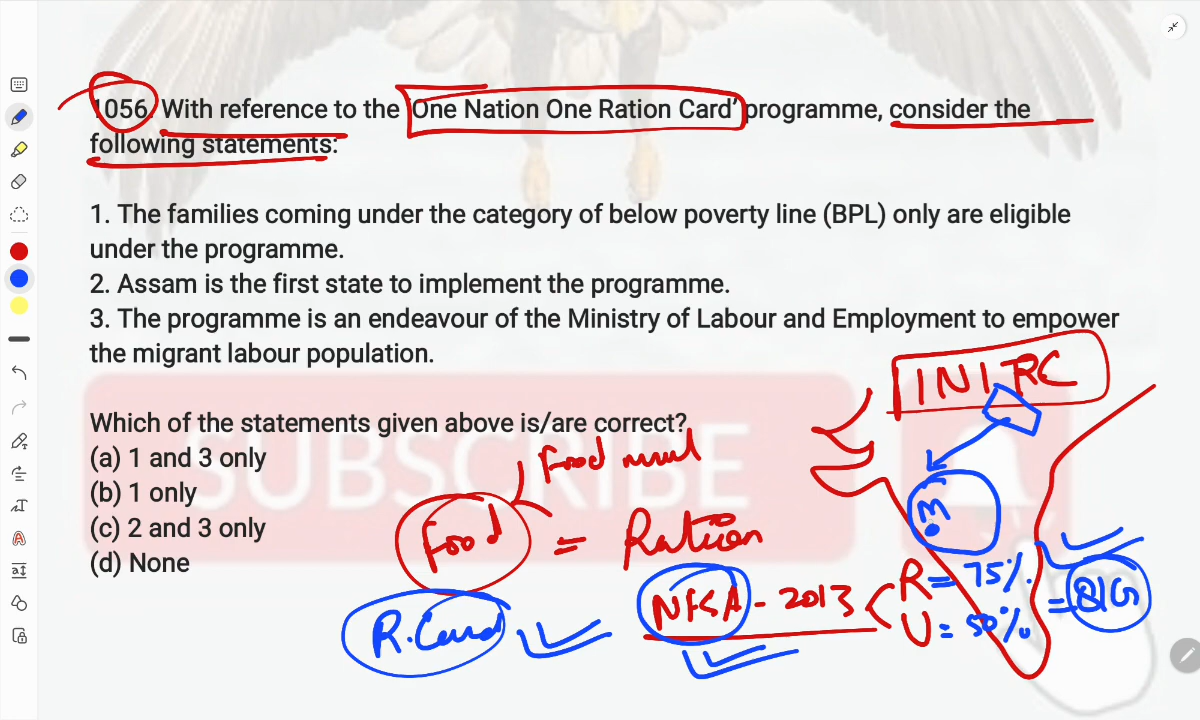 1056. With reference to the 'One Nation One Ration Card' programme, consider the
following statements:
1. The families coming under the category of below poverty line (BPL) only are eligible
under the programme.
2. Assam is the first state to implement the programme.
3. The programme is an endeavour of the Ministry of Labour and Employment to empower
the migrant labour population.
1N1RC
Which of the statements given above is/are correct?
(a) 1 and 3 only
(b) 1 only
(c) 2 and 3 only
(d) None
SUBSCRIBE
Food
Food = Ration
R. Card
NFSA - 2013
R = 75%
U = 50%